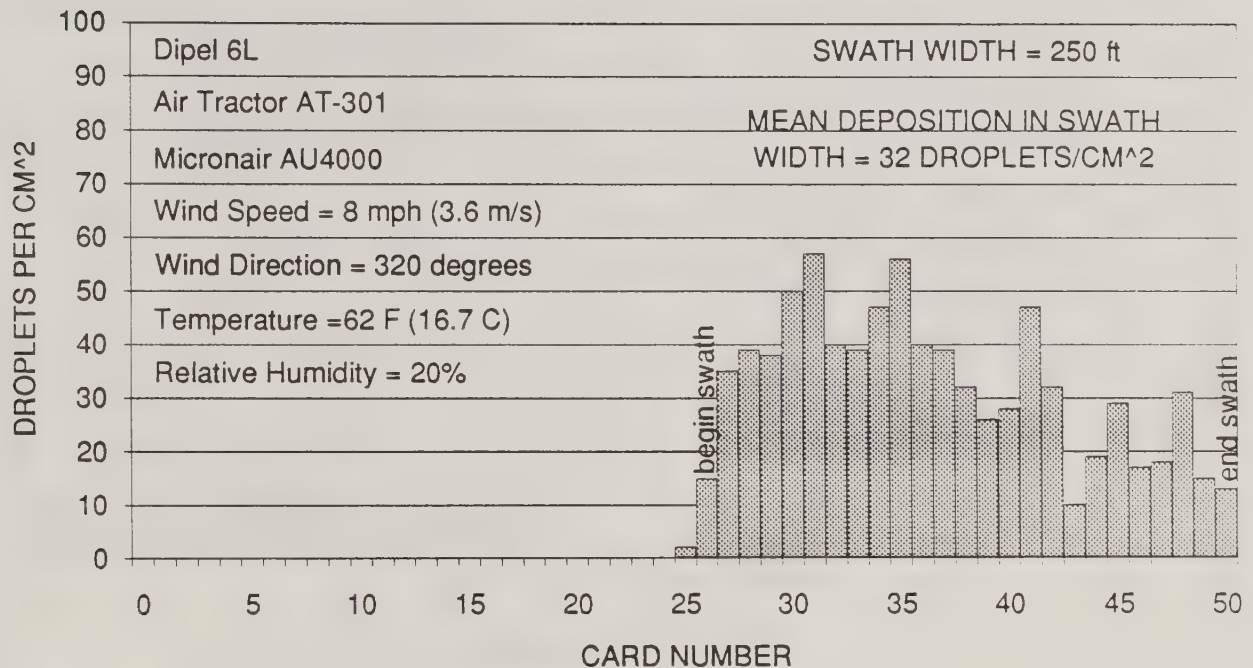 100
90
80
70
60
50
40
30
20
10
0
DROPLETS PER CM^2
Dipel 6L
Air Tractor AT-301
Micronair AU4000
Wind Speed = 8 mph (3.6 m/s)
Wind Direction = 320 degrees
Temperature =62 F (16.7 C)
Relative Humidity = 20%
SWATH WIDTH = 250 ft
MEAN DEPOSITION IN SWATH
WIDTH = 32 DROPLETS/CM^2
begin swath
end swath
0 5 10 15 20 25 30 35 40 45 50
CARD NUMBER